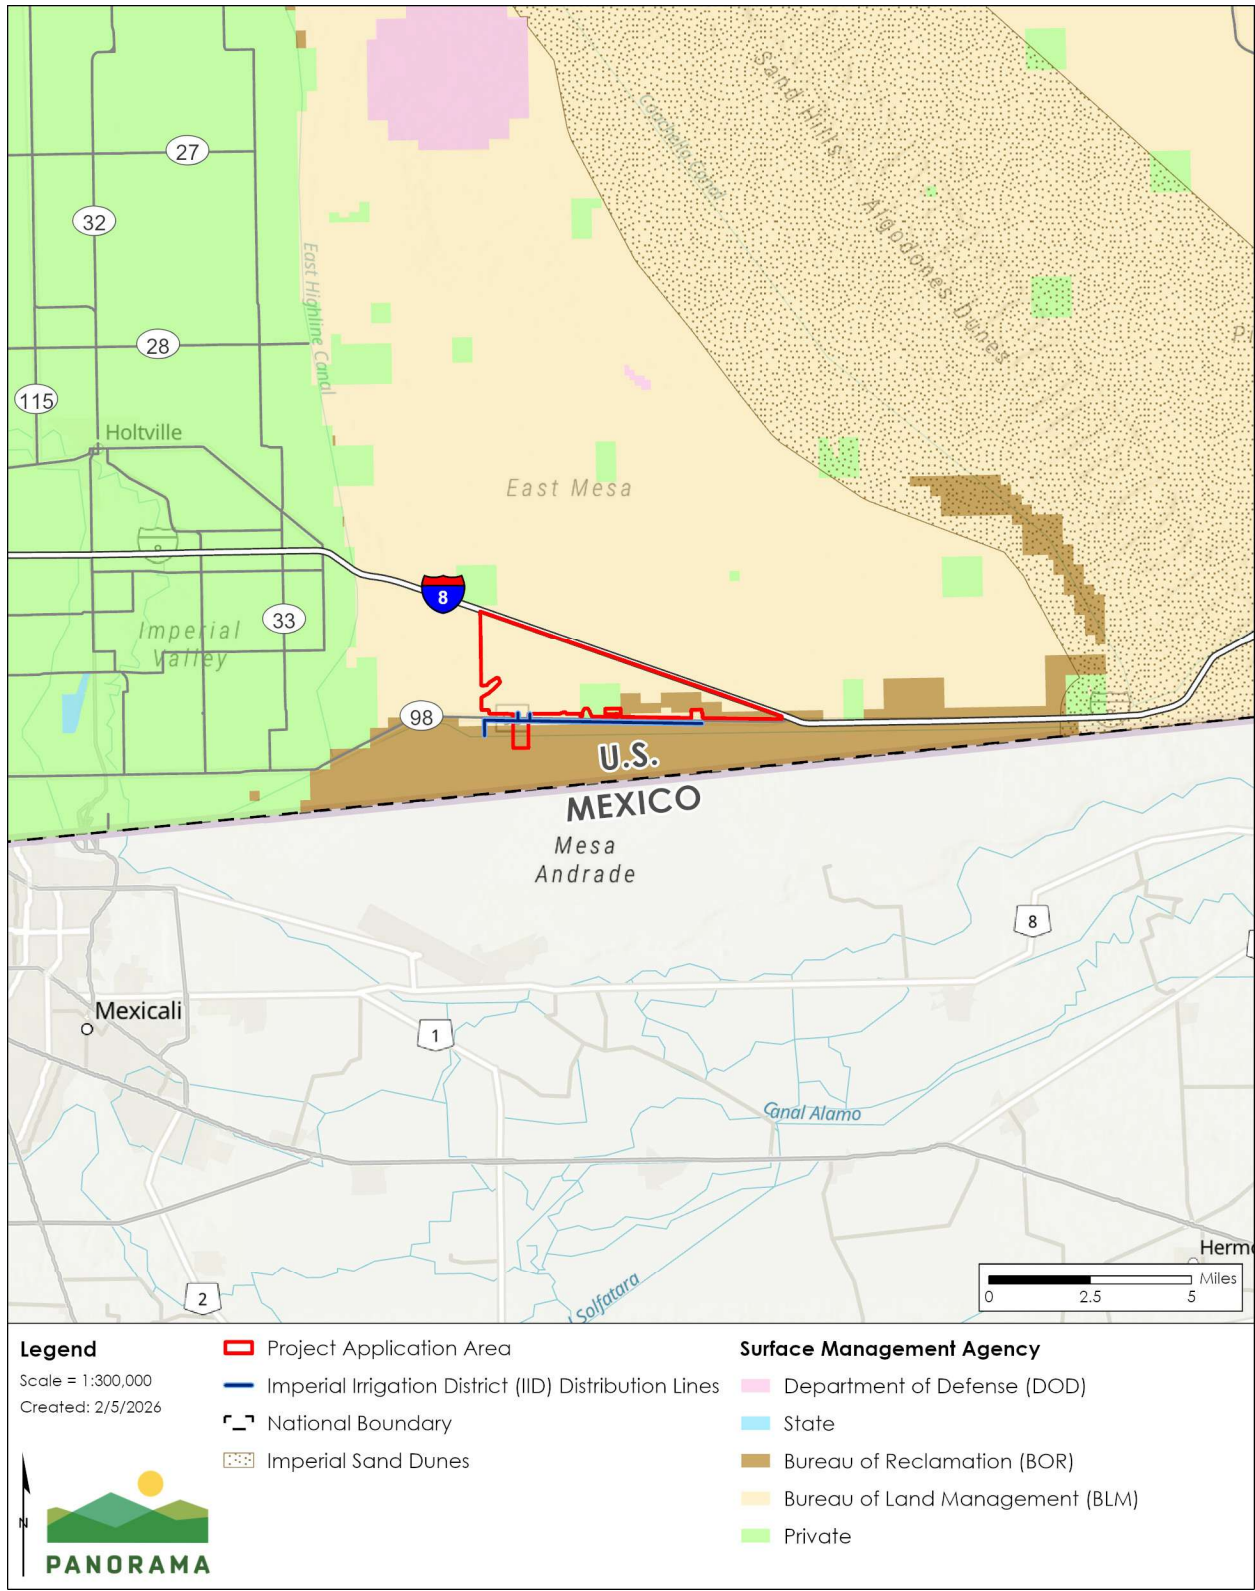 27
Sand Hills
Coachella Canal
32
Algodones Dunes
East Highline Canal
28
115
Holtville
East Mesa
8
8
33
Imperial
Valley
98
U.S.
MEXICO
Mesa
Andrade
8
Mexicali
1
Canal Alamo
2
Solfatara
Miles
0
2.5
5
Legend
Scale = 1:300,000
Created: 2/5/2026
N
PANORAMA
Project Application Area
Imperial Irrigation District (IID) Distribution Lines
National Boundary
Imperial Sand Dunes
Surface Management Agency
Department of Defense (DOD)
State
Bureau of Reclamation (BOR)
Bureau of Land Management (BLM)
Private